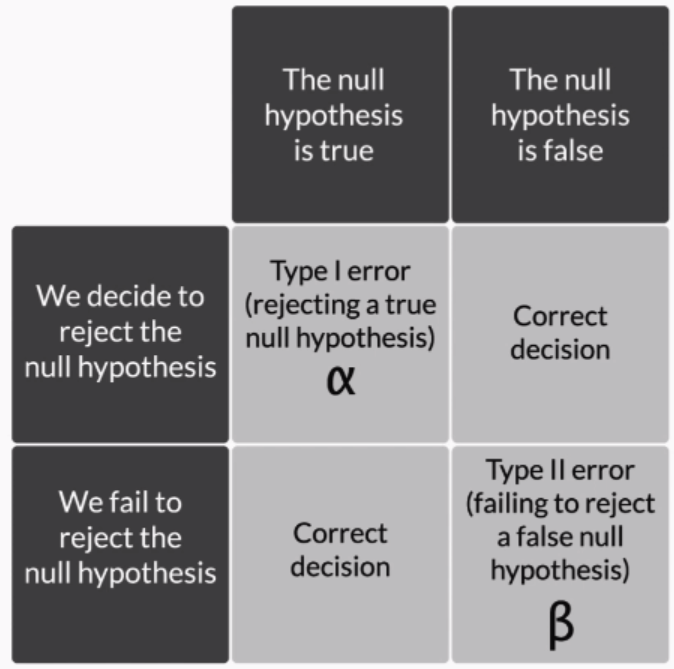 The null
hypothesis
is true
The null
hypothesis
is false
We decide to
reject the
null hypothesis
Type I error
(rejecting a true
null hypothesis)
α
Correct
decision
We fail to
reject the
null hypothesis
Correct
decision
Type II error
(failing to reject
a false null
hypothesis)
β